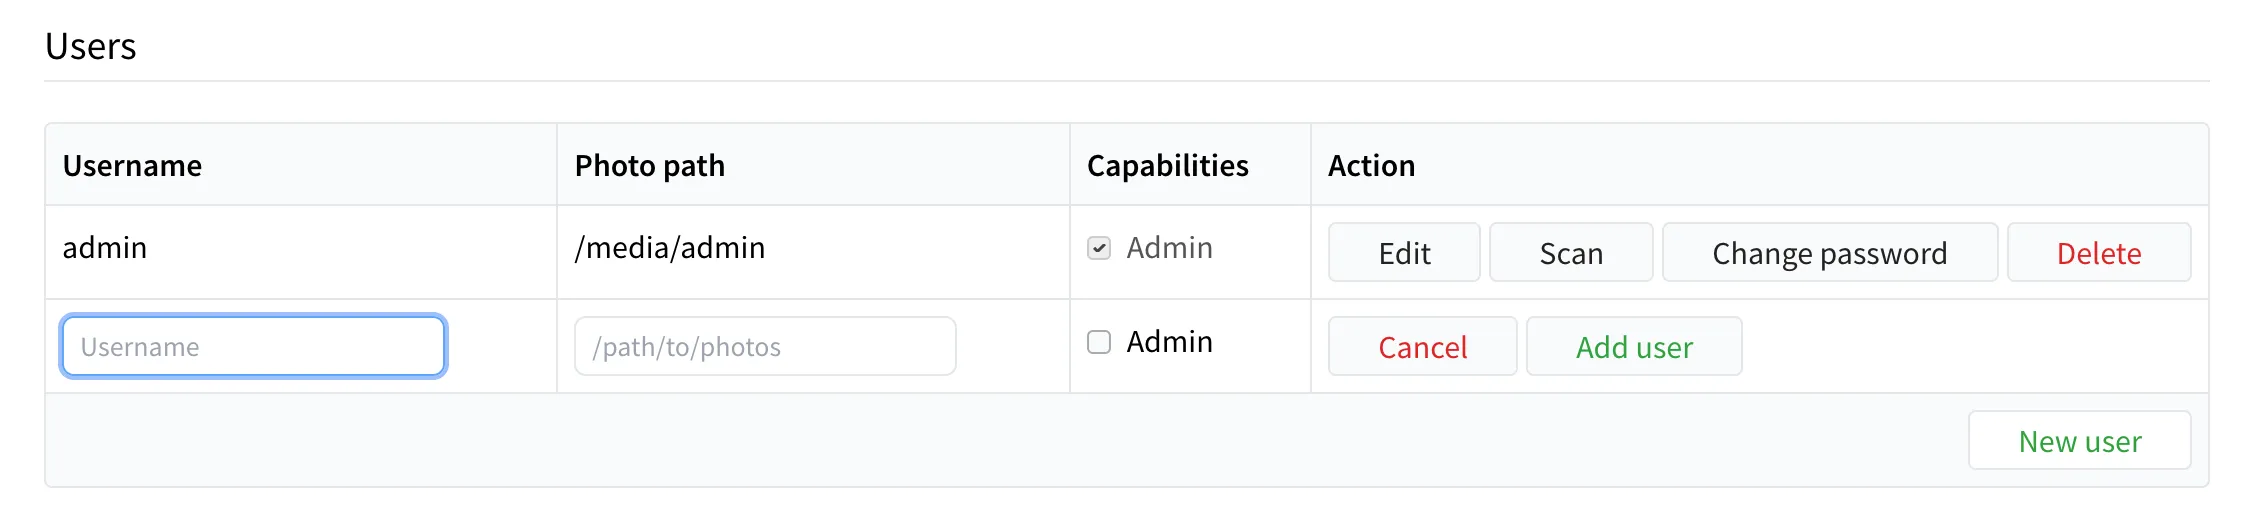 Users
Username Photo path Capabilities Action
admin /media/admin Admin Edit Scan Change password Delete
Username /path/to/photos Admin Cancel Add user
New user